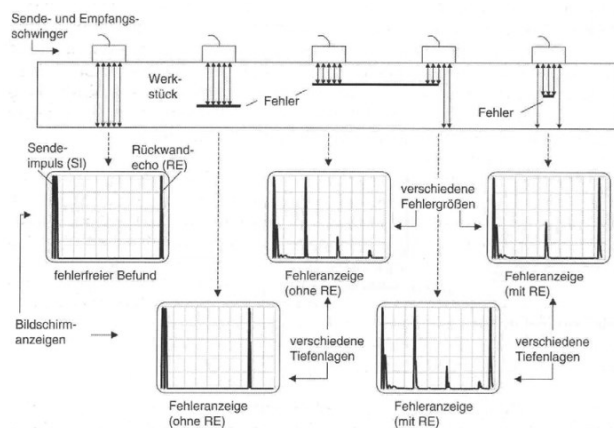 Sende- und Empfangs-
schwinger
Werk-
stück
Fehler
Fehler
Sende-
impuls (SI)
Rückwand-
echo (RE)
verschiedene
Fehlergrößen
fehlerfreier Befund
Fehleranzeige
(ohne RE)
Fehleranzeige
(mit RE)
Bildschirm-
anzeigen
verschiedene
Tiefenlagen
verschiedene
Tiefenlagen
Fehleranzeige
(ohne RE)
Fehleranzeige
(mit RE)